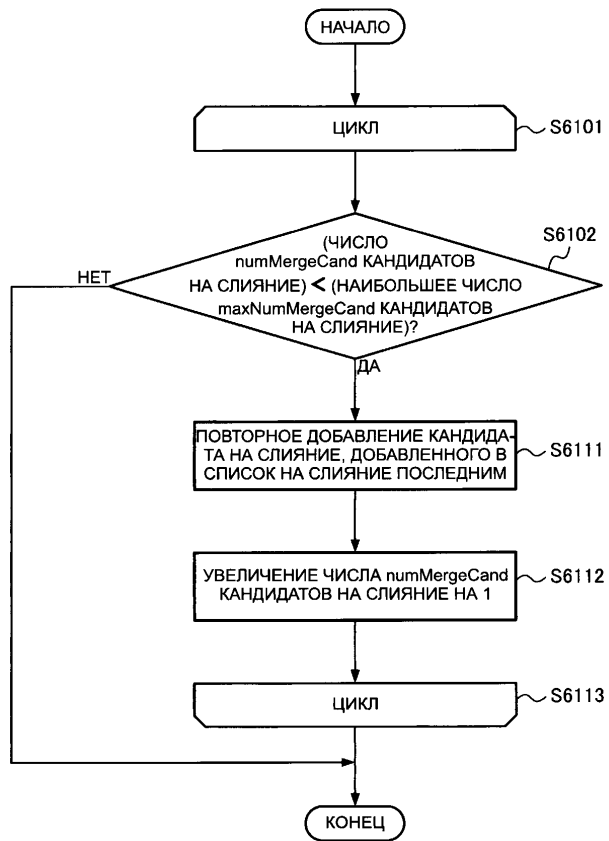 НАЧАЛО
ЦИКЛ
S6101
S6102
(ЧИСЛО
numMergeCand КАНДИДАТОВ
НА СЛИЯНИЕ) < (НАИБОЛЬШЕЕ ЧИСЛО
maxNumMergeCand КАНДИДАТОВ
НА СЛИЯНИЕ)?
НЕТ
ДА
ПОВТОРНОЕ ДОБАВЛЕНИЕ КАНДИДА-
ТА НА СЛИЯНИЕ, ДОБАВЛЕННОГО В
СПИСОК НА СЛИЯНИЕ ПОСЛЕДНИМ
S6111
УВЕЛИЧЕНИЕ ЧИСЛА numMergeCand
КАНДИДАТОВ НА СЛИЯНИЕ НА 1
S6112
ЦИКЛ
S6113
КОНЕЦ